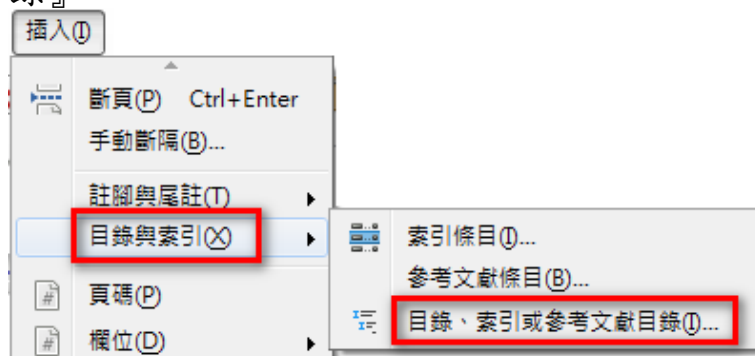 錄』
插入(I)
斷頁(P) Ctrl+Enter
手動斷隔(B)...
註腳與尾註(T)
目錄與索引(X)
索引條目(I)...
參考文獻條目(B)...
頁碼(P)
目錄、索引或參考文獻目錄(I)...
欄位(D)